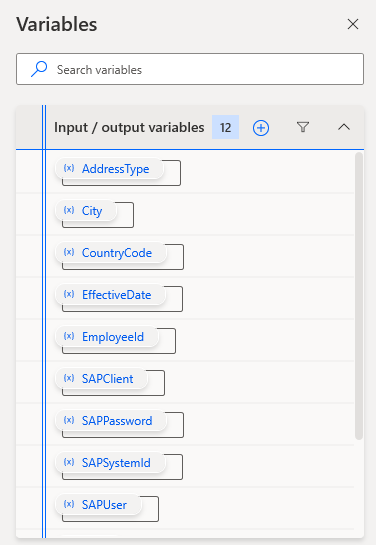 Variables
Search variables
Input / output variables 12
(x) AddressType
(x) City
(x) CountryCode
(x) EffectiveDate
(x) EmployeeId
(x) SAPClient
(x) SAPPassword
(x) SAPSystemId
(x) SAPUser